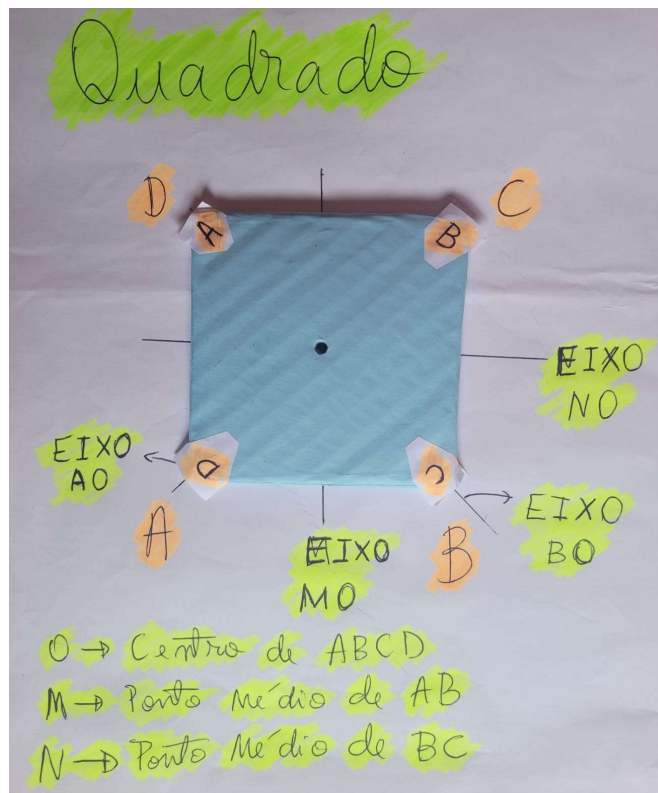 Quadrado
D
A
B
C
EIXO
NO
EIXO
AO
D
C
EIXO
BO
A
EIXO
MO
B
O → Centro de ABCD
M → Ponto Médio de AB
N → Ponto Médio de BC